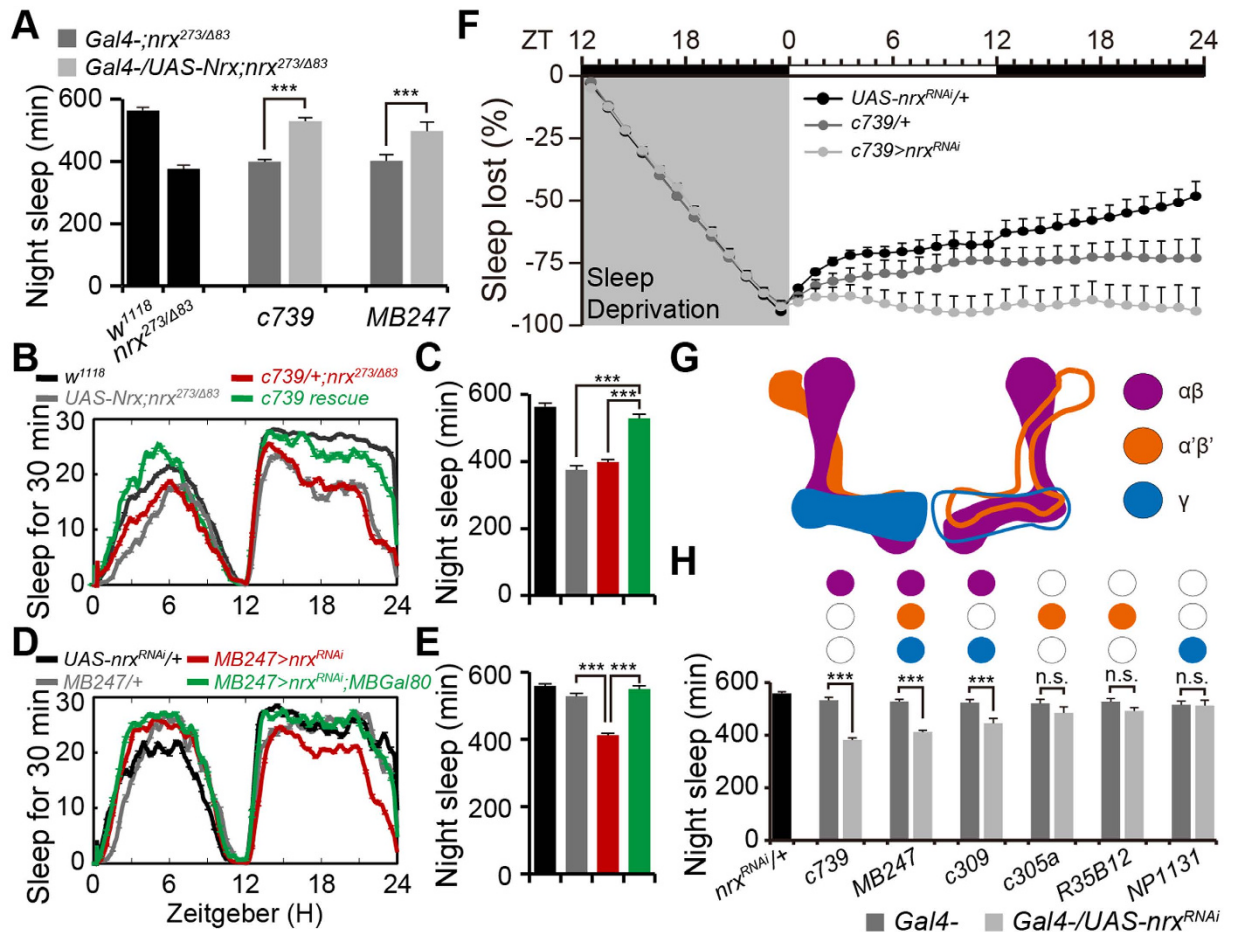 A
Gal4-;nrx273/Δ83
Gal4-/UAS-Nrx;nrx273/Δ83
Night sleep (min)
600
400
200
0
***
***
w1118
nrx273/Δ83
c739
MB247
F
ZT
12
18
0
6
12
18
24
Sleep lost (%)
0
-25
-50
-75
-100
Sleep
Deprivation
UAS-nrxRNAi/+
c739/+
c739>nrxRNAi
B
w1118
c739/+;nrx273/Δ83
UAS-Nrx;nrx273/Δ83
c739 rescue
Sleep for 30 min
30
20
10
0
0
6
12
18
24
C
Night sleep (min)
600
400
200
0
***
***
D
UAS-nrxRNAi/+
MB247>nrxRNAi
MB247/+
MB247>nrxRNAi;MBGal80
Sleep for 30 min
30
20
10
0
0
6
12
18
24
Zeitgeber (H)
E
Night sleep (min)
600
400
200
0
*** ***
G
αβ
α'β'
γ
H
Night sleep (min)
600
400
200
0
***
***
***
n.s.
n.s.
n.s.
nrxRNAi/+
c739
MB247
c309
c305a
R35B12
NP1131
Gal4-
Gal4-/UAS-nrxRNAi